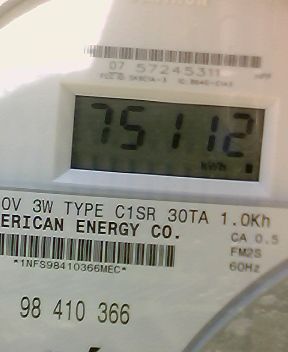 07 57245311
75112
kWh
0V 3W TYPE C1SR 30TA 1.0Kh
ERICAN ENERGY CO.
CA 0.5
FM2S
*1NFS98410366MEC*
60Hz
98 410 366